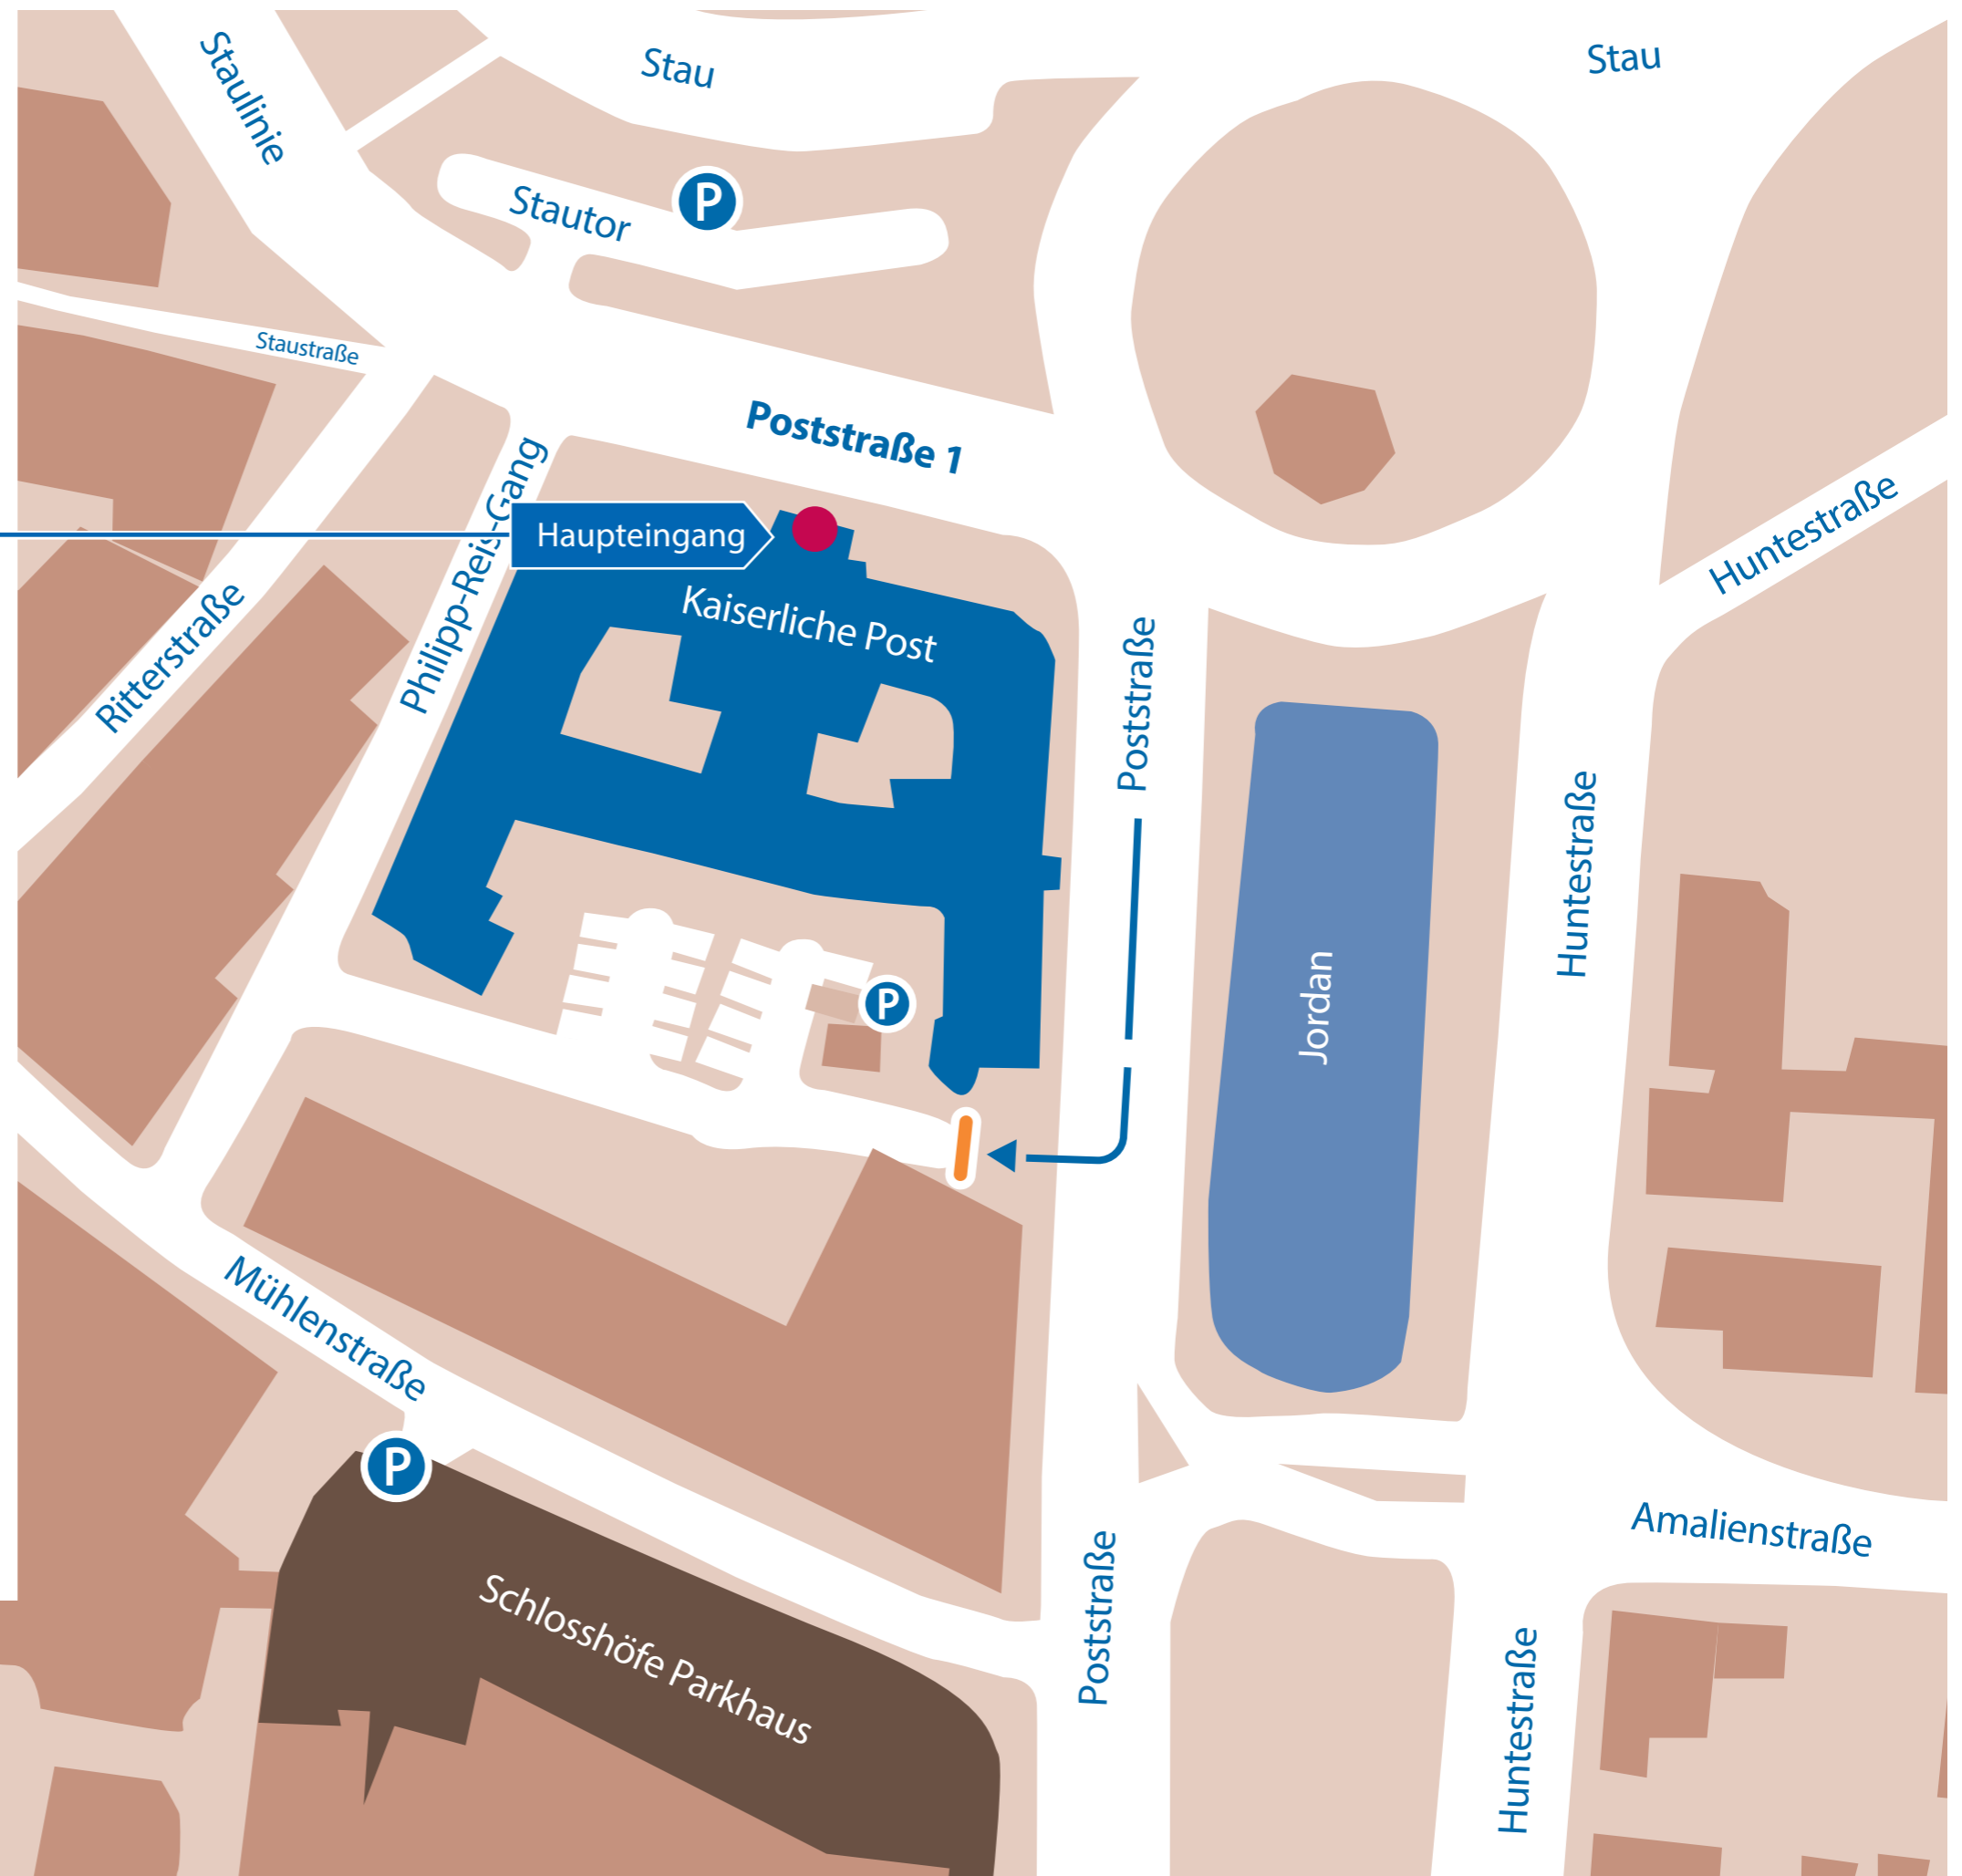 Stau
Stau
Staulinie
P
Stautor
Staustraße
Poststraße 1
Philipp-Reis-Gang
Haupteingang
Huntestraße
Kaiserliche Post
Ritterstraße
Poststraße
Huntestraße
Jordan
P
Mühlenstraße
P
Amalienstraße
Schlosshöfe Parkhaus
Poststraße
Huntestraße